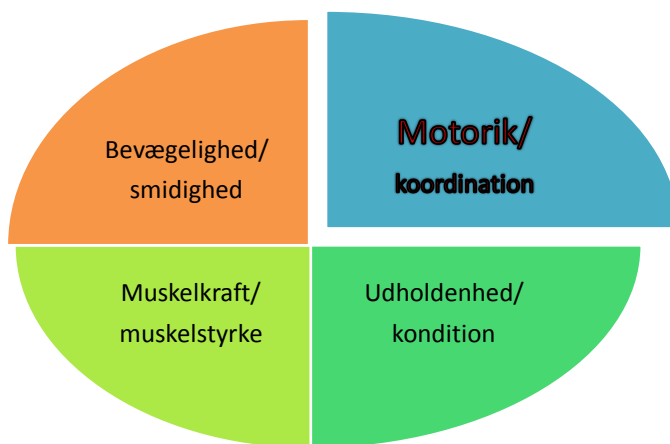 Bevægelighed/
smidighed
Motorik/
koordination
Muskelkraft/
muskelstyrke
Udholdenhed/
kondition